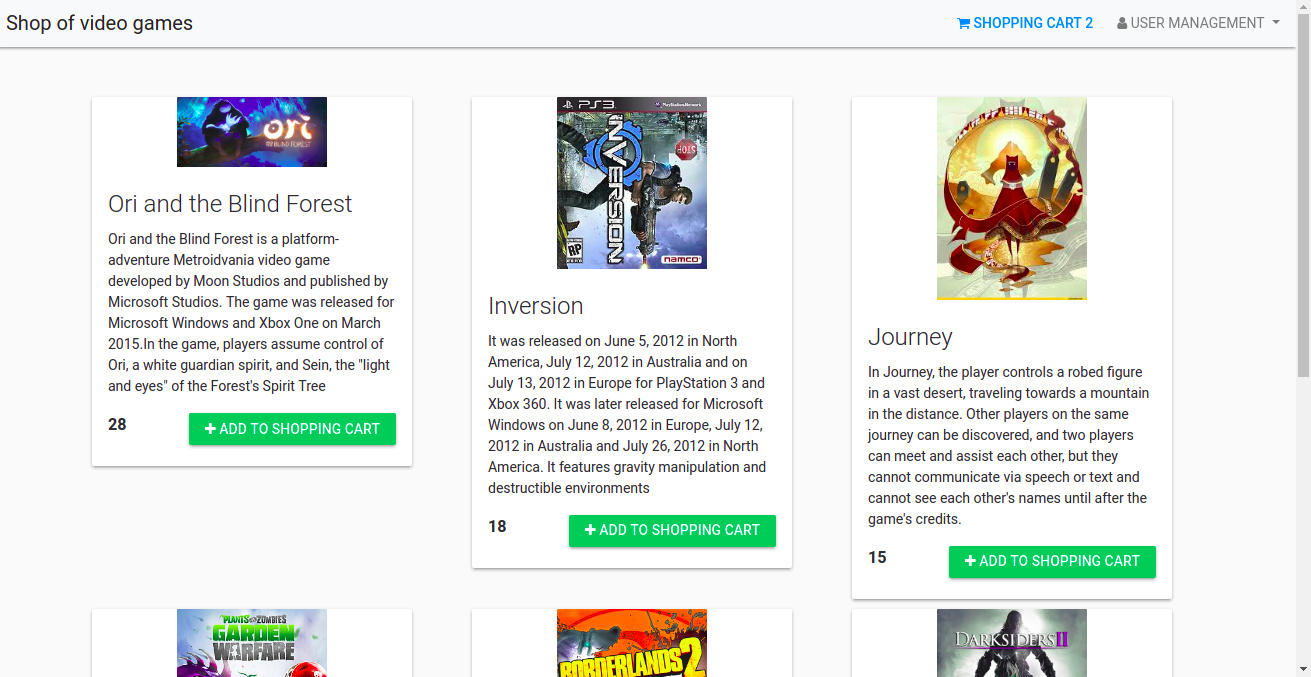 Shop of video games
SHOPPING CART 2
USER MANAGEMENT
ori
AND THE BLIND FOREST
Ori and the Blind Forest
Ori and the Blind Forest is a platform-
adventure Metroidvania video game
developed by Moon Studios and published by
Microsoft Studios. The game was released for
Microsoft Windows and Xbox One on March
2015.In the game, players assume control of
Ori, a white guardian spirit, and Sein, the "light
and eyes" of the Forest's Spirit Tree
28
ADD TO SHOPPING CART
PS3
PlayStation Network
STOP
INVERSION
RP
namco
Inversion
It was released on June 5, 2012 in North
America, July 12, 2012 in Australia and on
July 13, 2012 in Europe for PlayStation 3 and
Xbox 360. It was later released for Microsoft
Windows on June 8, 2012 in Europe, July 12,
2012 in Australia and July 26, 2012 in North
America. It features gravity manipulation and
destructible environments
18
ADD TO SHOPPING CART
Journey
In Journey, the player controls a robed figure
in a vast desert, traveling towards a mountain
in the distance. Other players on the same
journey can be discovered, and two players
can meet and assist each other, but they
cannot communicate via speech or text and
cannot see each other's names until after the
game's credits.
15
ADD TO SHOPPING CART
PLANTS vs ZOMBIES
GARDEN
WARFARE
BORDERLANDS 2
DARKSIDERS II